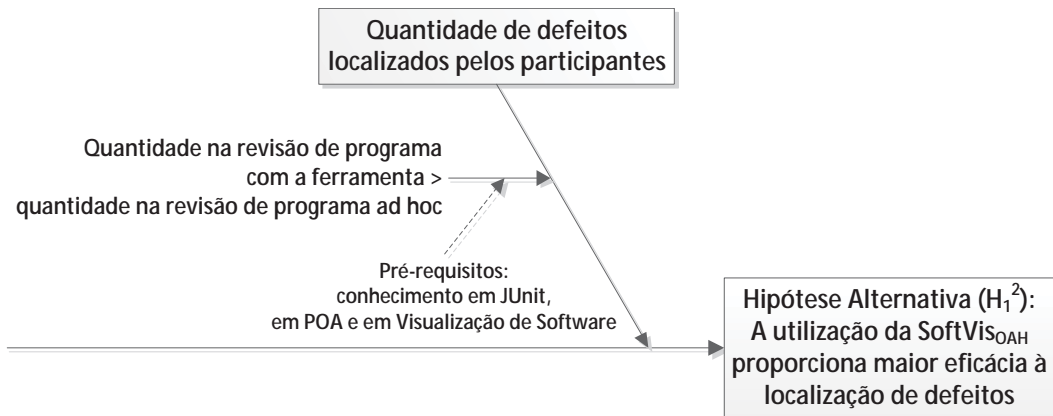 Quantidade de defeitos
localizados pelos participantes
Quantidade na revisão de programa
com a ferramenta >
quantidade na revisão de programa ad hoc
Pré-requisitos:
conhecimento em JUnit,
em POA e em Visualização de Software
Hipótese Alternativa (H₁²):
A utilização da SoftVisOAH
proporciona maior eficácia à
localização de defeitos